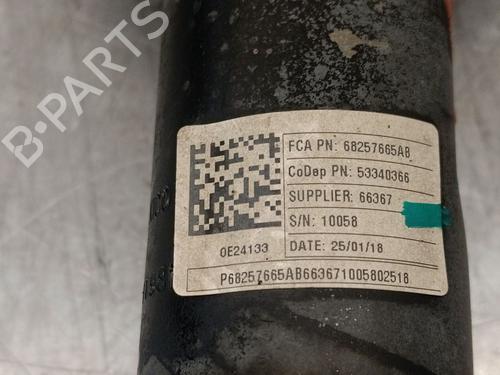 B-PARTS
FCA PN: 68257665AB
CoDep PN: 53340366
SUPPLIER: 66367
S/N: 10058
0E24133
DATE: 25/01/18
P68257665AB663671005802518